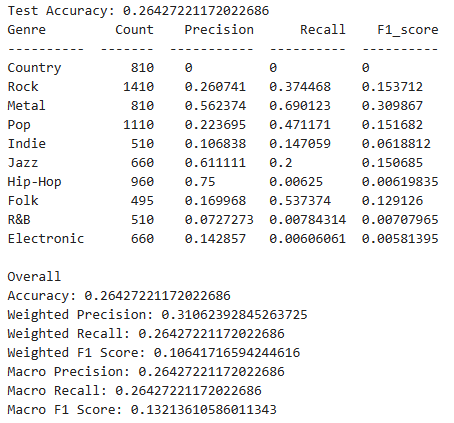 Test Accuracy: 0.26427221172022686
Genre Count Precision Recall F1_score
---------- ------- ----------- ---------- ----------
Country 810 0 0 0
Rock 1410 0.260741 0.374468 0.153712
Metal 810 0.562374 0.690123 0.309867
Pop 1110 0.223695 0.471171 0.151682
Indie 510 0.106838 0.147059 0.0618812
Jazz 660 0.611111 0.2 0.150685
Hip-Hop 960 0.75 0.00625 0.00619835
Folk 495 0.169968 0.537374 0.129126
R&B 510 0.0727273 0.00784314 0.00707965
Electronic 660 0.142857 0.00606061 0.00581395
Overall
Accuracy: 0.26427221172022686
Weighted Precision: 0.31062392845263725
Weighted Recall: 0.26427221172022686
Weighted F1 Score: 0.10641716594244616
Macro Precision: 0.26427221172022686
Macro Recall: 0.26427221172022686
Macro F1 Score: 0.13213610586011343